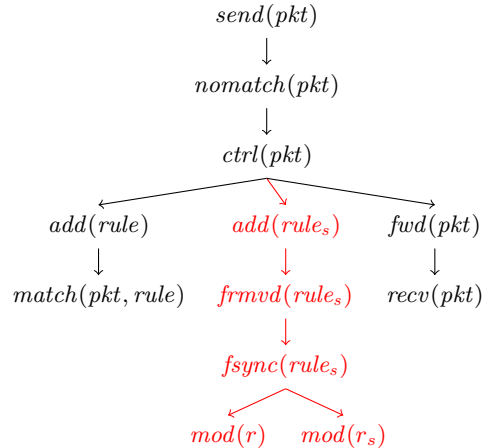 send(pkt)
nomatch(pkt)
ctrl(pkt)
add(rule) add(rule_s) fwd(pkt)
match(pkt, rule) frmvd(rule_s) recv(pkt)
fsync(rule_s)
mod(r) mod(r_s)